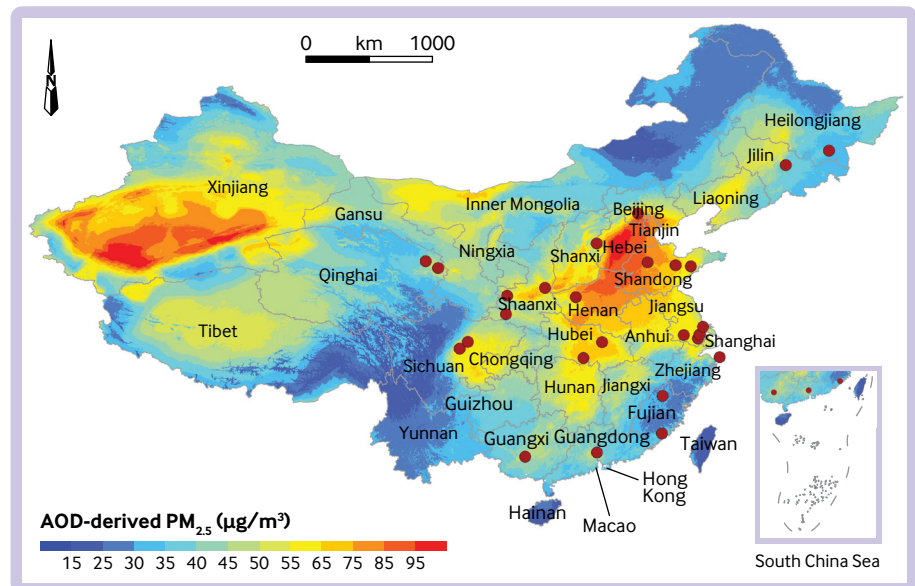 0 km 1000
N
Heilongjiang
Jilin
Xinjiang
Liaoning
Inner Mongolia
Beijing
Gansu
Tianjin
Ningxia
Shanxi
Hebei
Qinghai
Shandong
Shaanxi
Henan
Jiangsu
Tibet
Hubei
Anhui
Shanghai
Sichuan
Chongqing
Zhejiang
Hunan
Jiangxi
Guizhou
Fujian
Yunnan
Guangxi
Guangdong
Taiwan
Hong
Kong
Hainan
Macao
AOD-derived PM2.5 (µg/m³)
15 25 30 35 40 45 50 55 65 75 85 95
South China Sea